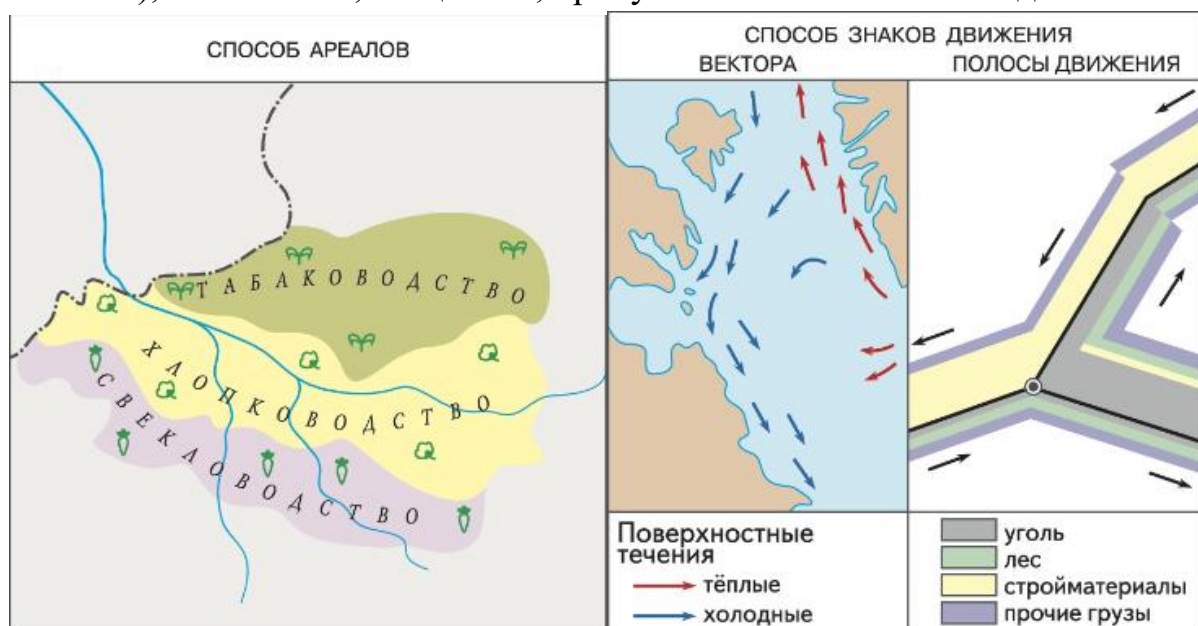 СПОСОБ АРЕАЛОВ
ТАБАКОВОДСТВО
ХЛОПКОВОДСТВО
СВЕКЛОВОДСТВО
СПОСОБ ЗНАКОВ ДВИЖЕНИЯ
ВЕКТОРА
ПОЛОСЫ ДВИЖЕНИЯ
Поверхностные
течения
тёплые
холодные
уголь
лес
стройматериалы
прочие грузы